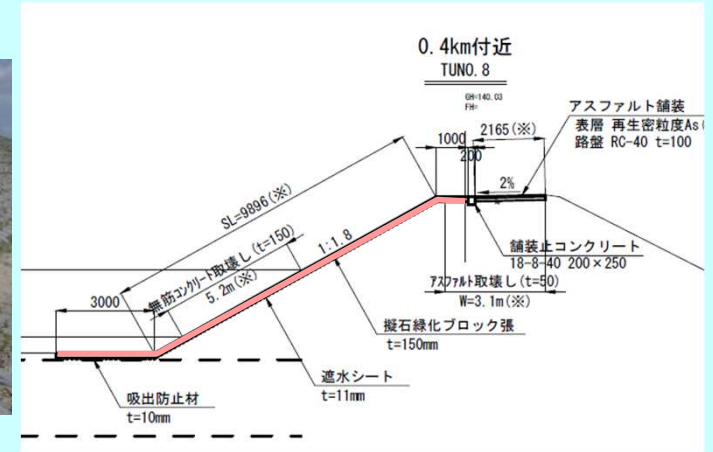 0.4km付近
TUNO.8
GH=140.03
FH=
アスファルト舗装
表層 再生密粒度As(
路盤 RC-40 t=100
1000
2165(※)
200
2%
SL=9896(※)
無筋コンクリート取壊し(t=150)
5.2m(※)
1:1.8
舗装止コンクリート
18-8-40 200×250
アスファルト取壊し(t=50)
W=3.1m(※)
3000
擬石緑化ブロック張
t=150mm
遮水シート
t=11mm
吸出防止材
t=10mm